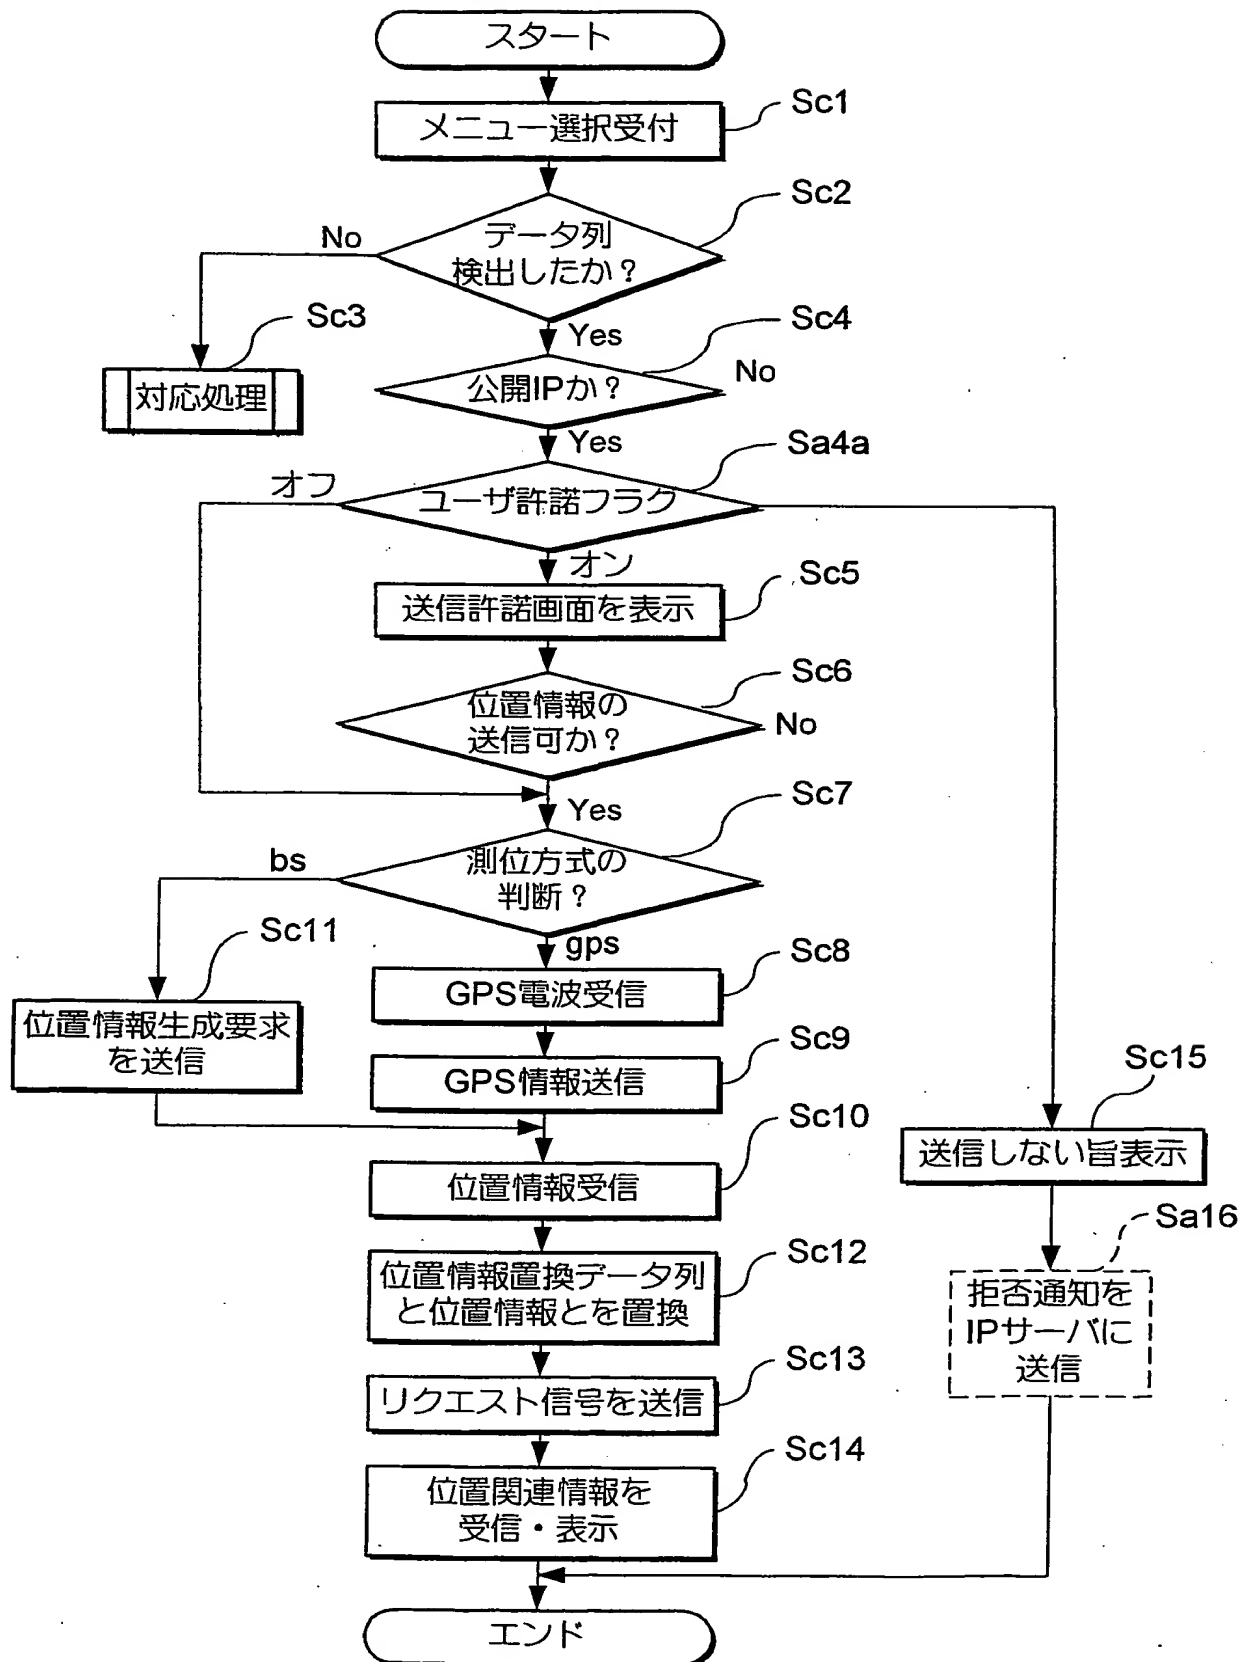 スタート
メニュー選択受付
Sc1
データ列
検出したか?
Sc2
No
Yes
Sc3
対応処理
公開IPか?
Sc4
No
Yes
ユーザ許諾フラク
Sa4a
オフ
オン
送信許諾画面を表示
Sc5
位置情報の
送信可か?
Sc6
No
Yes
測位方式の
判断?
Sc7
bs
gps
Sc11
位置情報生成要求
を送信
GPS電波受信
Sc8
GPS情報送信
Sc9
位置情報受信
Sc10
位置情報置換データ列
と位置情報とを置換
Sc12
リクエスト信号を送信
Sc13
位置関連情報を
受信・表示
Sc14
Sc15
送信しない旨表示
Sa16
拒否通知を
IPサーバに
送信
エンド